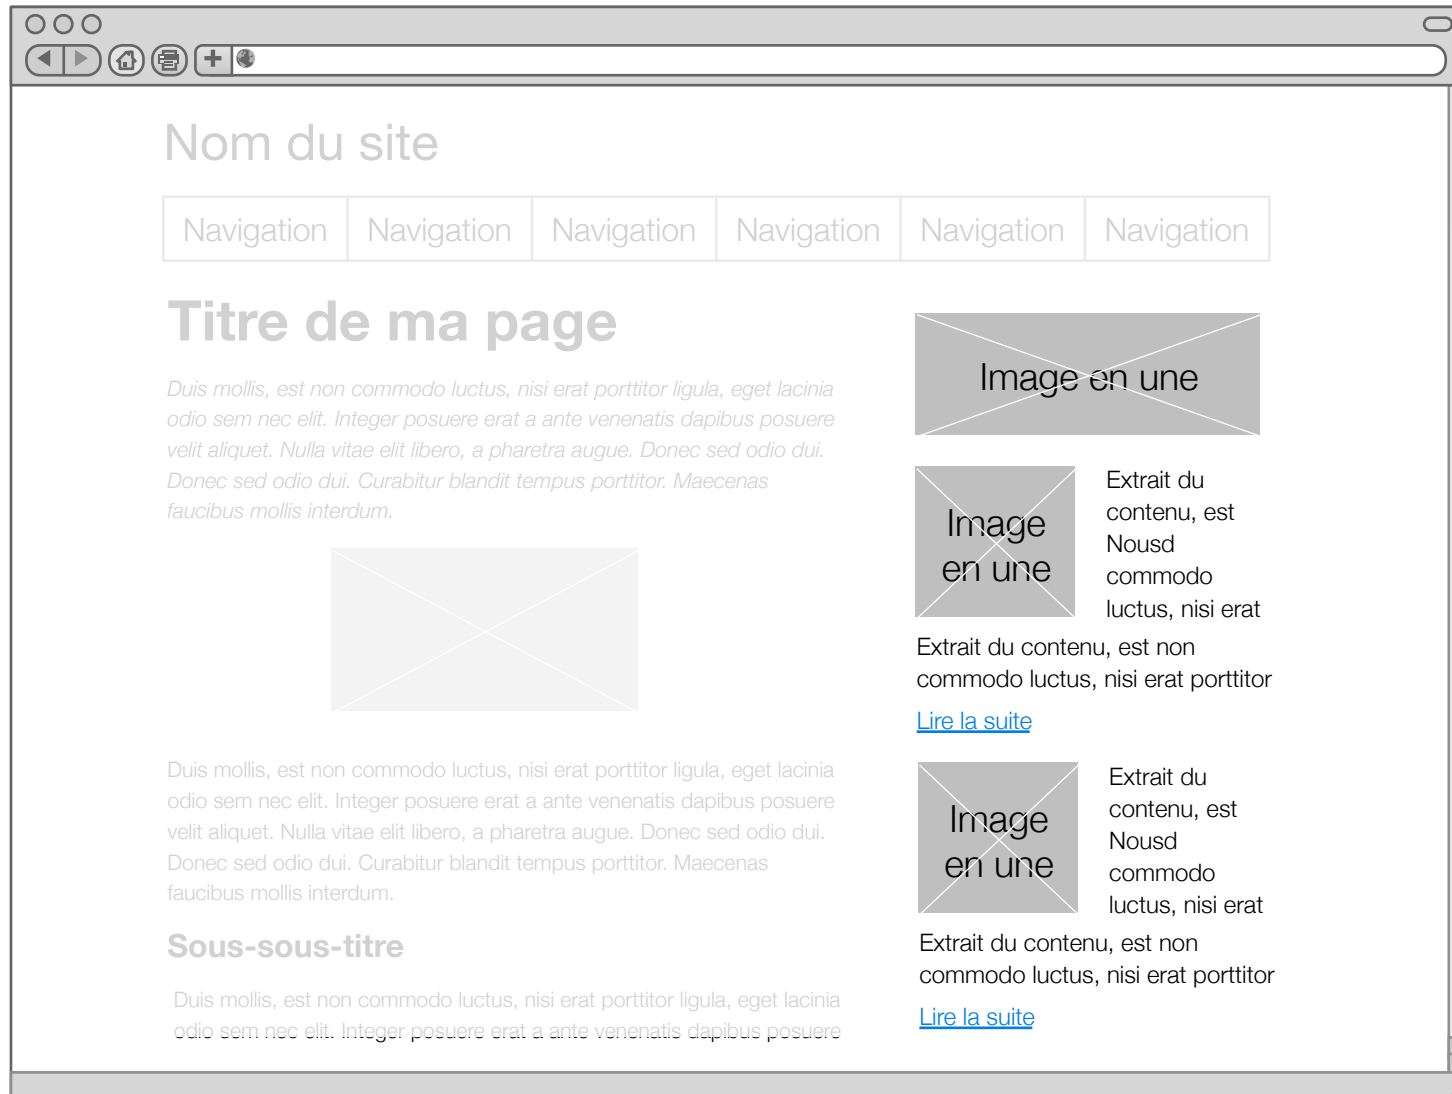 Nom du site
Navigation Navigation Navigation Navigation Navigation Navigation
Titre de ma page
Duis mollis, est non commodo luctus, nisi erat porttitor ligula, eget lacinia
odio sem nec elit. Integer posuere erat a ante venenatis dapibus posuere
velit aliquet. Nulla vitae elit libero, a pharetra augue. Donec sed odio dui.
Donec sed odio dui. Curabitur blandit tempus porttitor. Maecenas
faucibus mollis interdum.
Duis mollis, est non commodo luctus, nisi erat porttitor ligula, eget lacinia
odio sem nec elit. Integer posuere erat a ante venenatis dapibus posuere
velit aliquet. Nulla vitae elit libero, a pharetra augue. Donec sed odio dui.
Donec sed odio dui. Curabitur blandit tempus porttitor. Maecenas
faucibus mollis interdum.
Sous-sous-titre
Duis mollis, est non commodo luctus, nisi erat porttitor ligula, eget lacinia
odio sem nec elit. Integer posuere erat a ante venenatis dapibus posuere
Image en une
Image
en une
Extrait du
contenu, est
Nousd
commodo
luctus, nisi erat
Extrait du contenu, est non
commodo luctus, nisi erat porttitor
Lire la suite
Image
en une
Extrait du
contenu, est
Nousd
commodo
luctus, nisi erat
Extrait du contenu, est non
commodo luctus, nisi erat porttitor
Lire la suite